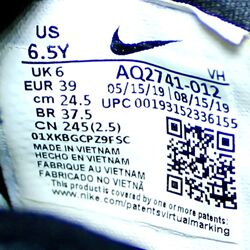 US
6.5Y
UK 6
EUR 39
cm 24.5
BR 37.5
CN 245(2.5)
VH
AQ2741-012
05/15/19 08/15/19
UPC 00193152336155
01XKBGCPZ9FSC
MADE IN VIETNAM
HECHO EN VIETNAM
FABRIQUE AU VIETNAM
FABRICADO NO VIETNÃ
This product is covered by one or more patents:
www.nike.com/patentsvirtualmarking